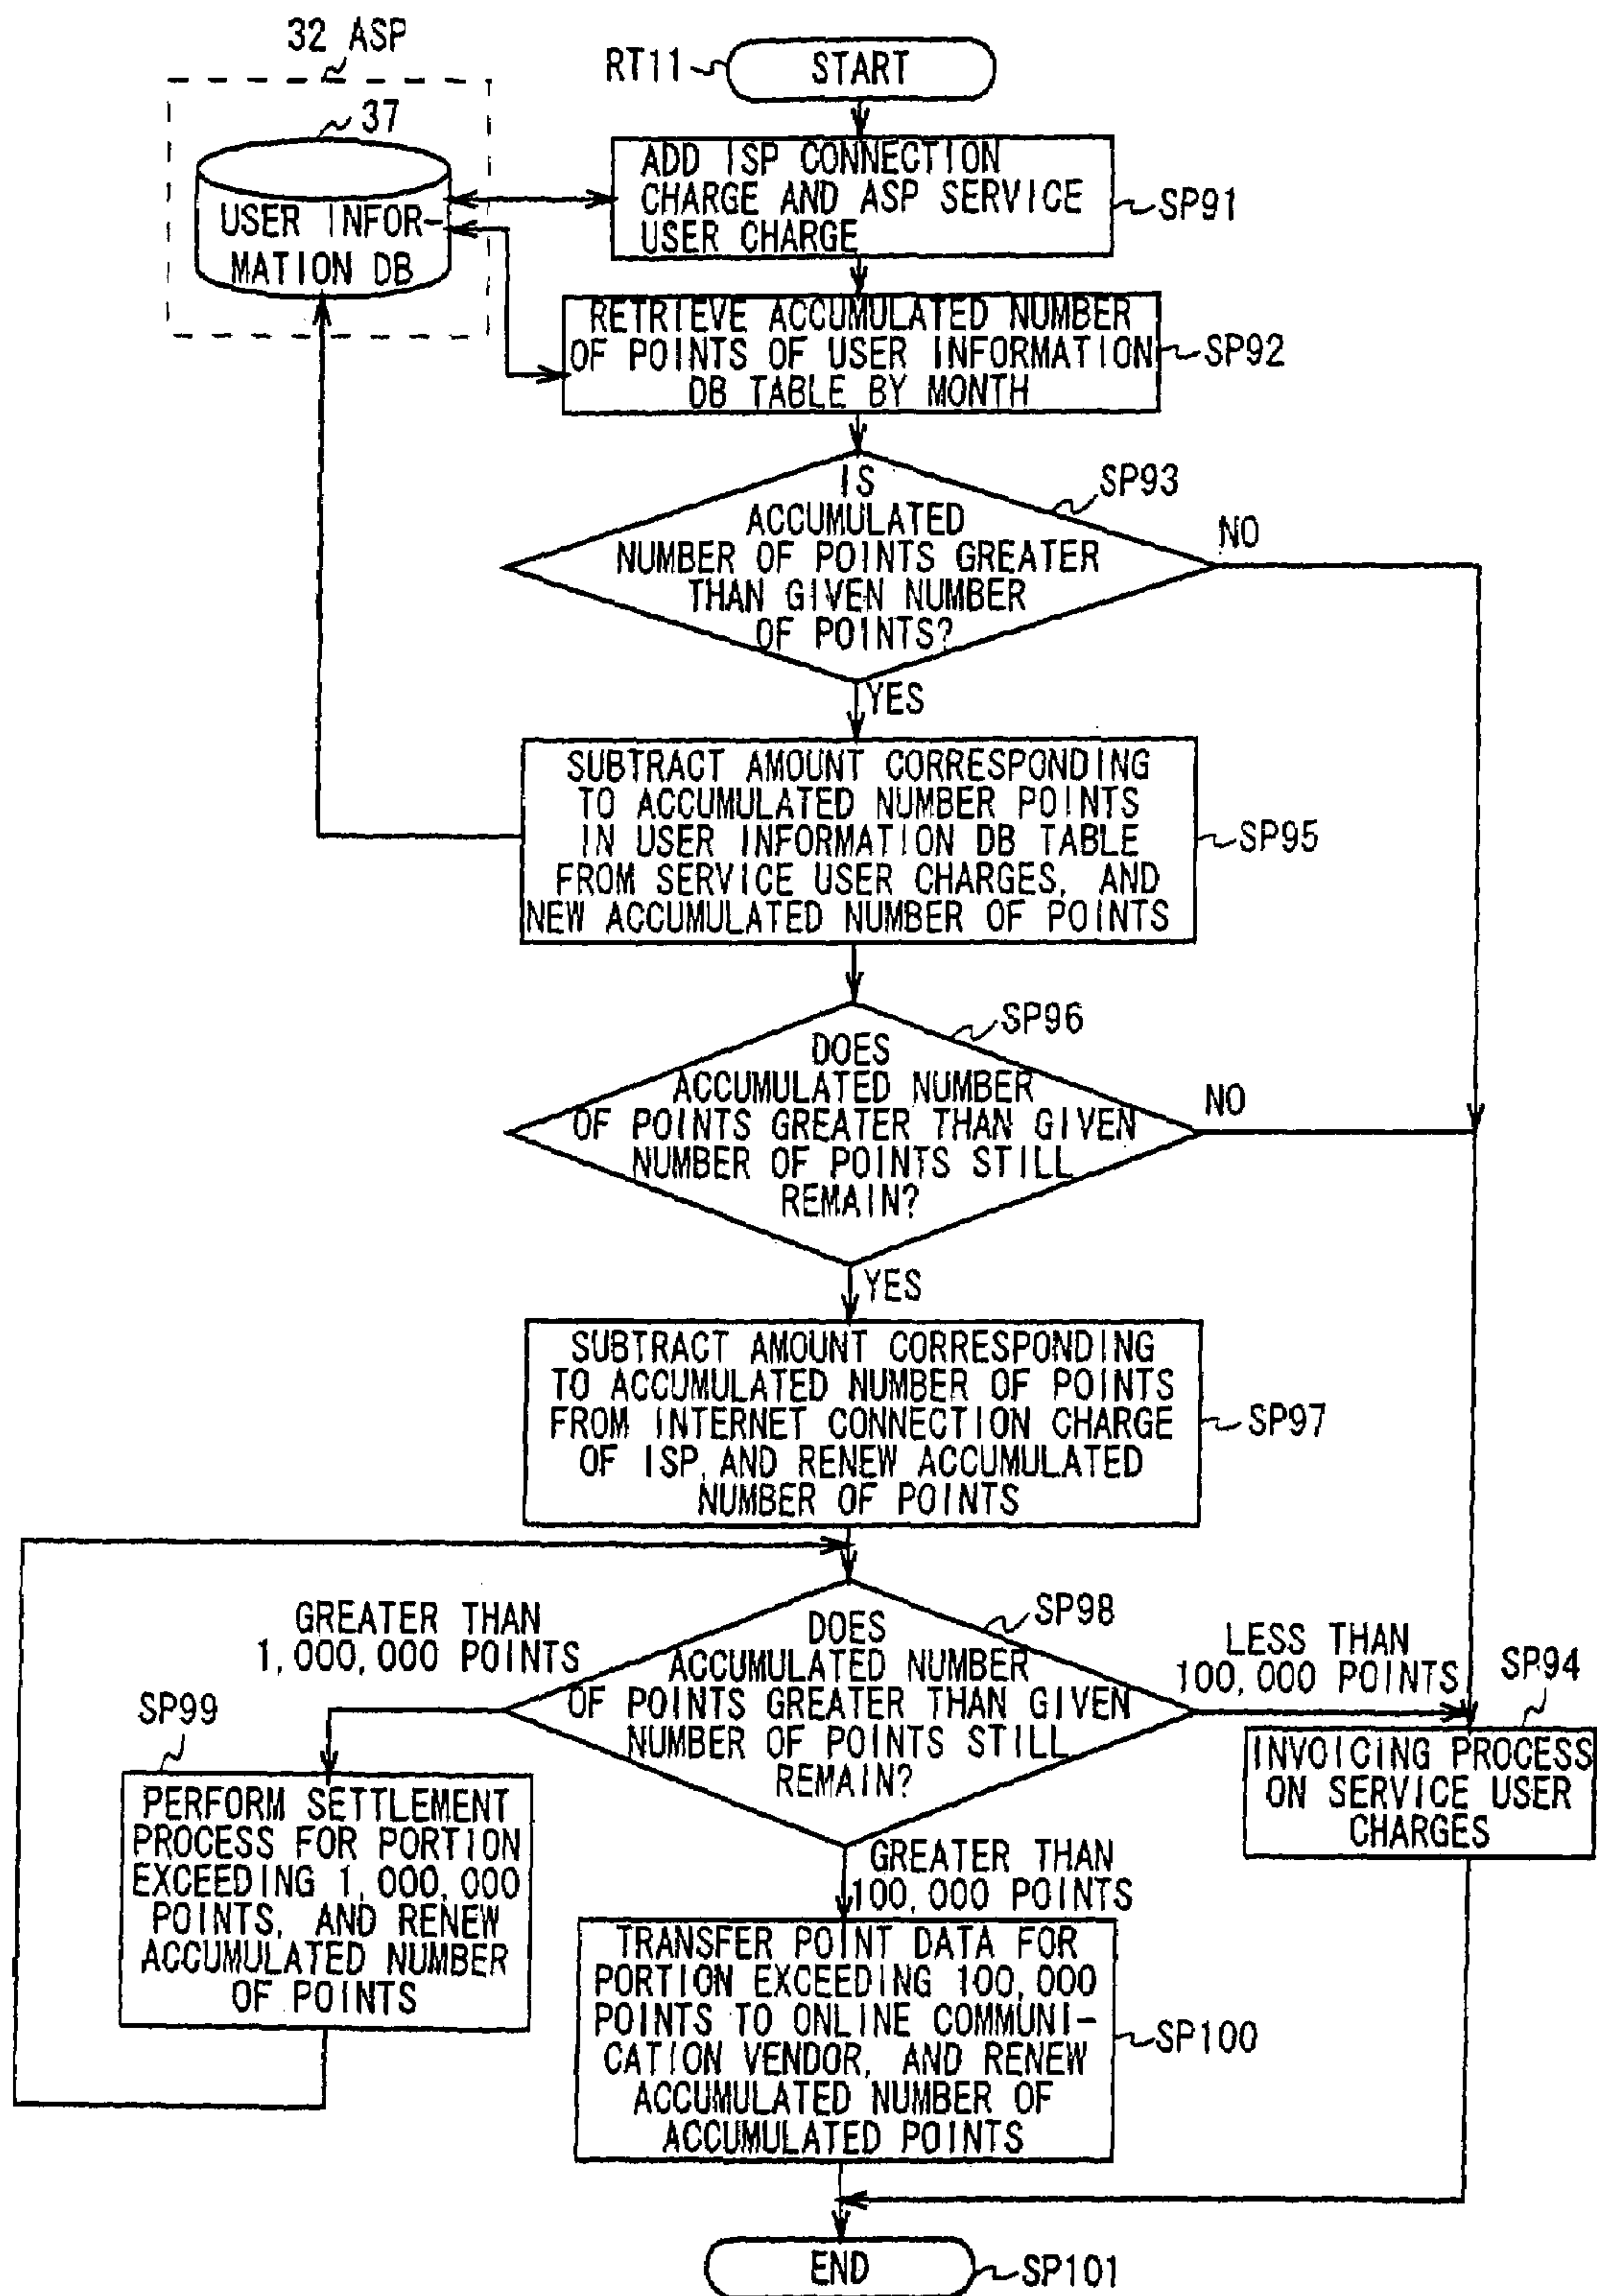 32 ASP
RT11
START
37
USER INFOR-
MATION DB
ADD ISP CONNECTION
CHARGE AND ASP SERVICE
USER CHARGE
SP91
RETRIEVE ACCUMULATED NUMBER
OF POINTS OF USER INFORMATION
DB TABLE BY MONTH
SP92
IS
ACCUMULATED
NUMBER OF POINTS GREATER
THAN GIVEN NUMBER
OF POINTS?
SP93
NO
YES
SUBTRACT AMOUNT CORRESPONDING
TO ACCUMULATED NUMBER POINTS
IN USER INFORMATION DB TABLE
FROM SERVICE USER CHARGES, AND
NEW ACCUMULATED NUMBER OF POINTS
SP95
DOES
ACCUMULATED NUMBER
OF POINTS GREATER THAN GIVEN
NUMBER OF POINTS STILL
REMAIN?
SP96
NO
YES
SUBTRACT AMOUNT CORRESPONDING
TO ACCUMULATED NUMBER OF POINTS
FROM INTERNET CONNECTION CHARGE
OF ISP, AND RENEW ACCUMULATED
NUMBER OF POINTS
SP97
GREATER THAN
1,000,000 POINTS
DOES
ACCUMULATED NUMBER
OF POINTS GREATER THAN GIVEN
NUMBER OF POINTS STILL
REMAIN?
SP98
LESS THAN
100,000 POINTS
SP94
INVOICING PROCESS
ON SERVICE USER
CHARGES
SP99
PERFORM SETTLEMENT
PROCESS FOR PORTION
EXCEEDING 1,000,000
POINTS, AND RENEW
ACCUMULATED NUMBER
OF POINTS
GREATER THAN
100,000 POINTS
TRANSFER POINT DATA FOR
PORTION EXCEEDING 100,000
POINTS TO ONLINE COMMUNI-
CATION VENDOR, AND RENEW
ACCUMULATED NUMBER OF
ACCUMULATED POINTS
SP100
END
SP101